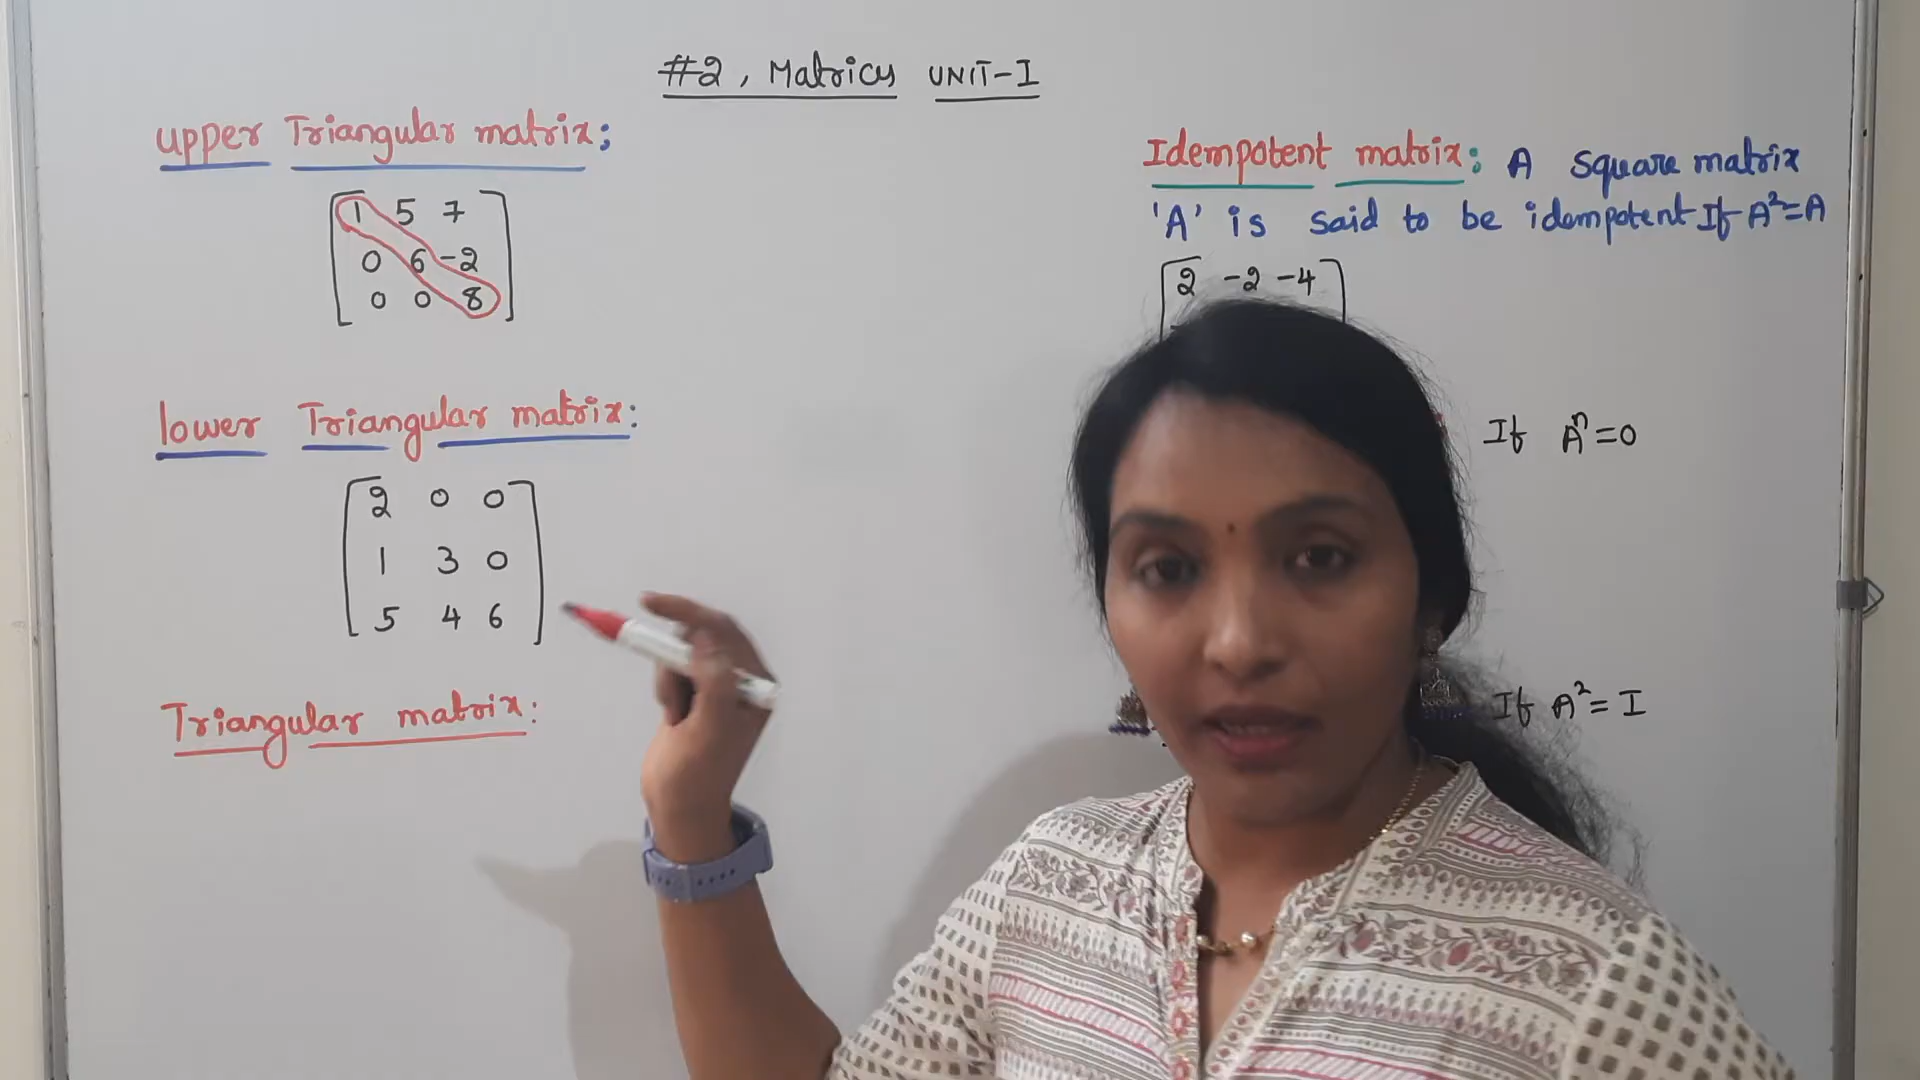 #2, Matrics UNIT-I
upper Triangular matrix:
1 5 7
0 6 -2
0 0 8
lower Triangular matrix:
2 0 0
1 3 0
5 4 6
Triangular matrix:
Idempotent matrix: A square matrix
'A' is said to be idempotent If A²=A
2 -2 -4
If Aⁿ=0
If A²=I